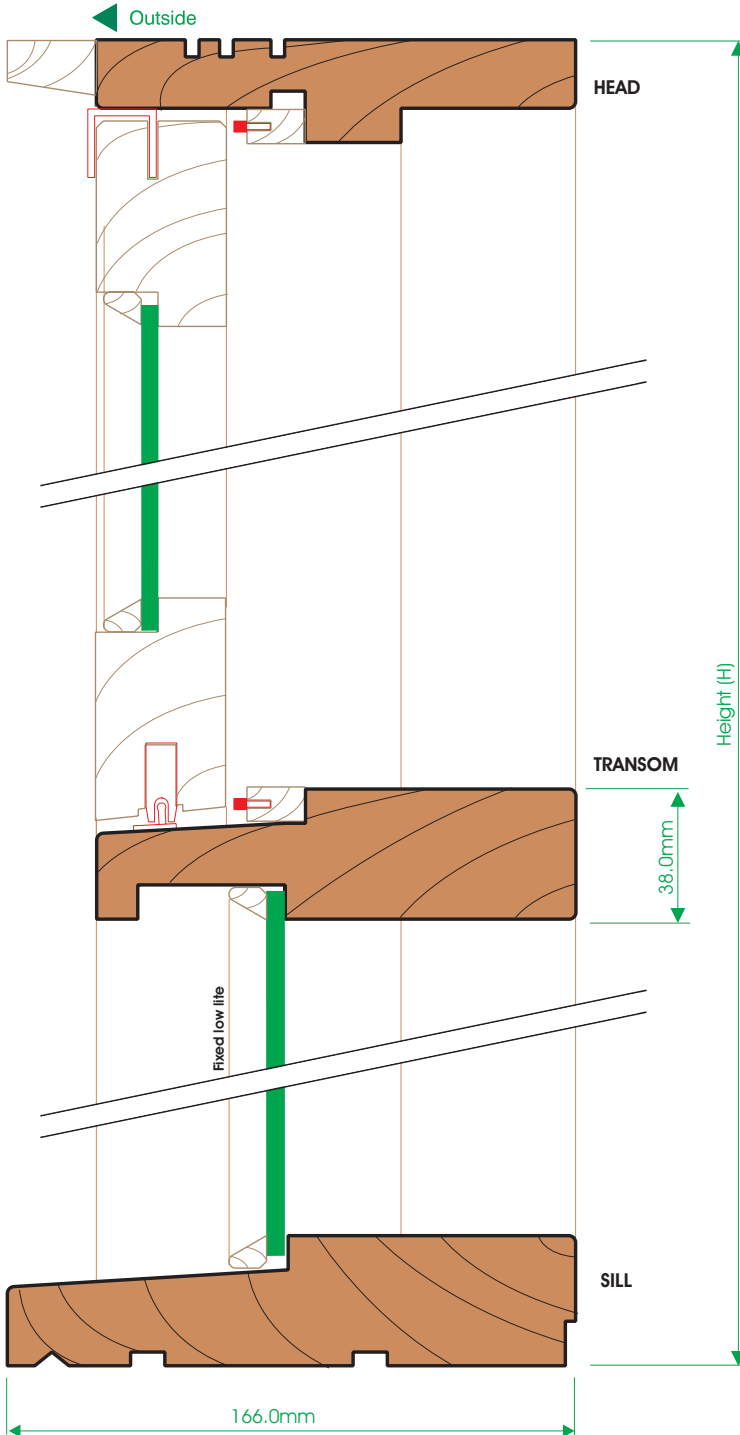 Outside
HEAD
Height (H)
TRANSOM
38.0mm
Fixed low lite
SILL
166.0mm